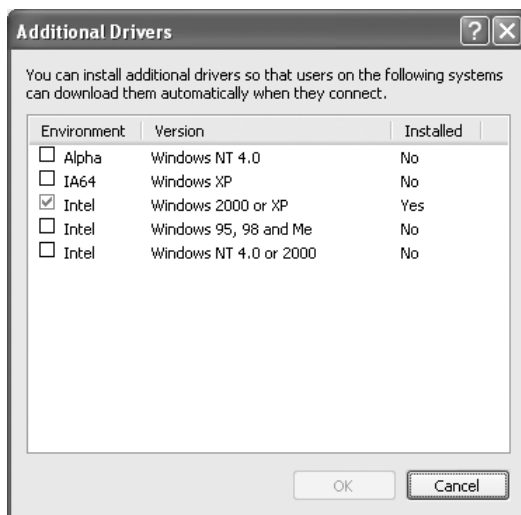 Additional Drivers
You can install additional drivers so that users on the following systems
can download them automatically when they connect.
Environment Version Installed
Alpha Windows NT 4.0 No
IA64 Windows XP No
Intel Windows 2000 or XP Yes
Intel Windows 95, 98 and Me No
Intel Windows NT 4.0 or 2000 No
OK Cancel